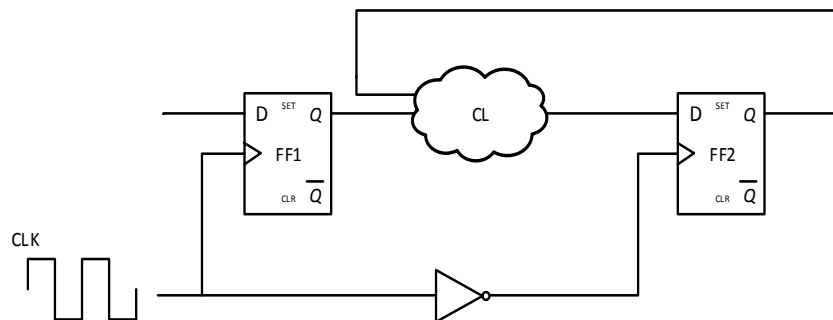 D SET Q
FF1
CLR Q
CL
D SET Q
FF2
CLR Q
CLK